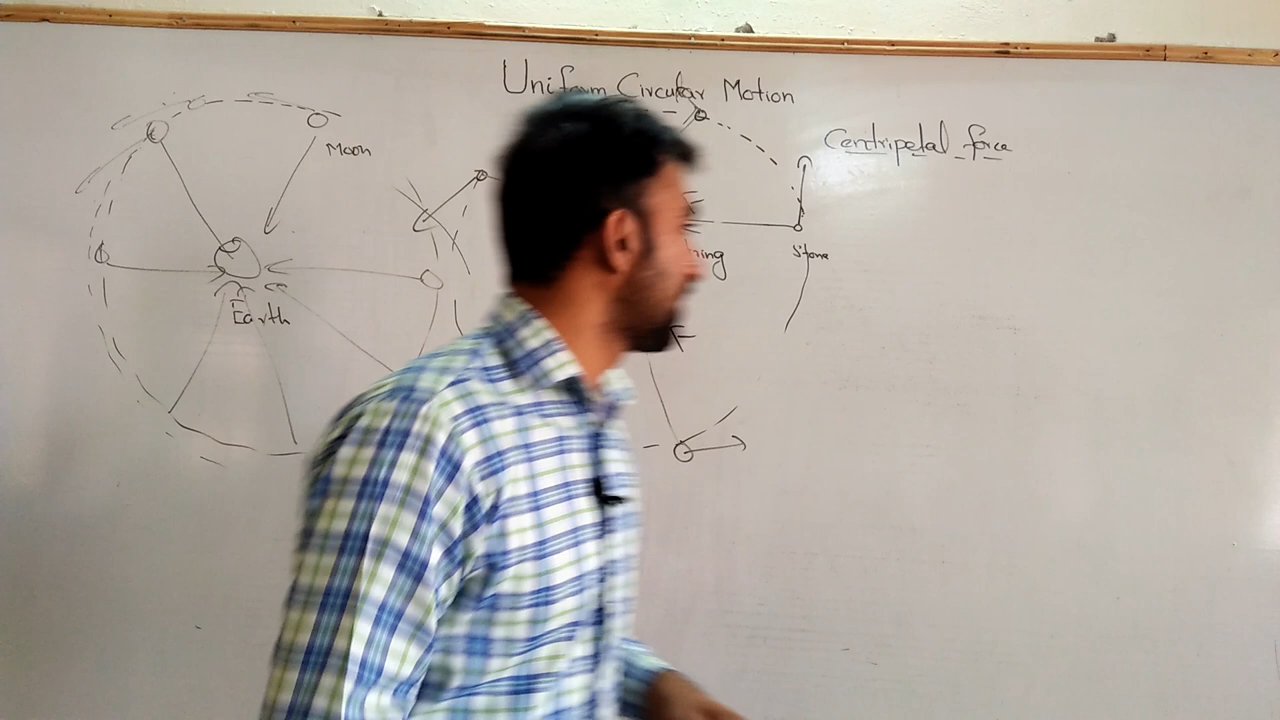 Uniform Circular Motion
Centripetal force
Moon
Stone
Earth